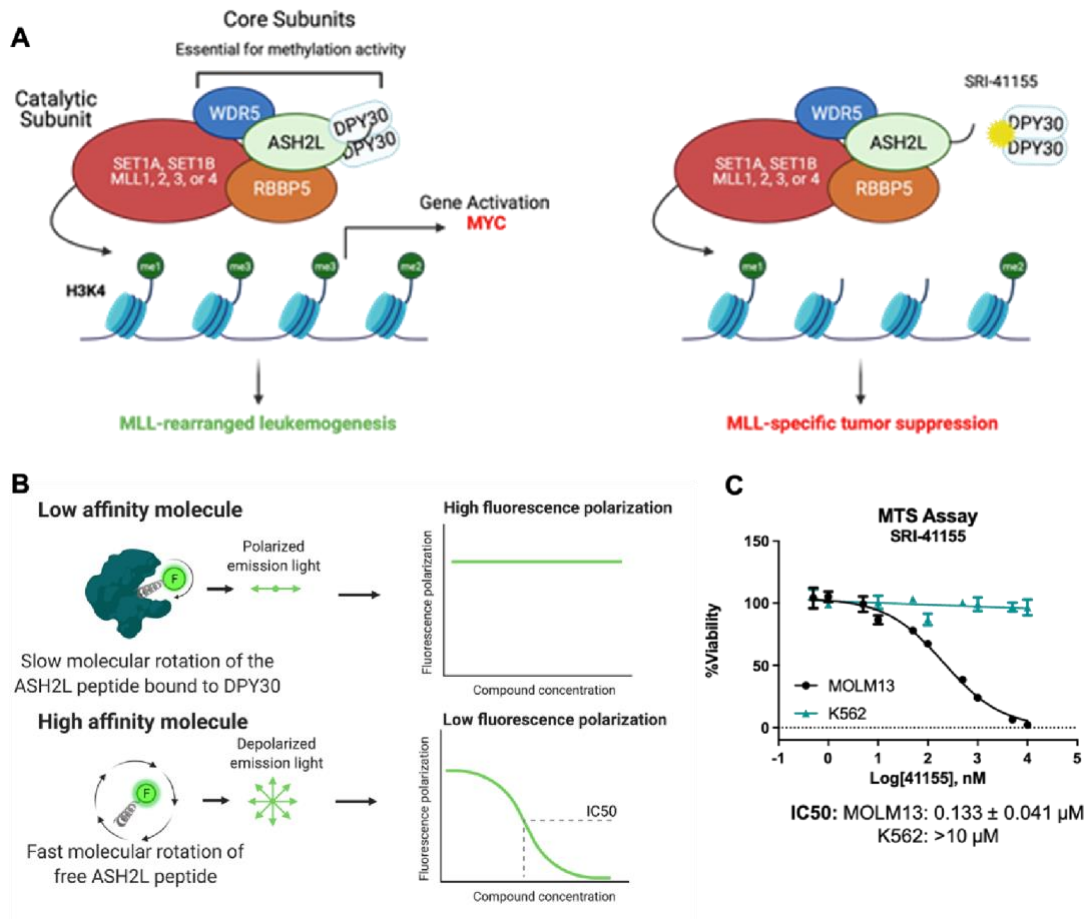 A
Core Subunits
Essential for methylation activity
Catalytic
Subunit
WDR5
DPY30
DPY30
ASH2L
SET1A, SET1B
MLL1, 2, 3, or 4
RBBP5
Gene Activation
MYC
me1
me3
me3
me2
H3K4
MLL-rearranged leukemogenesis
SRI-41155
WDR5
DPY30
DPY30
ASH2L
SET1A, SET1B
MLL1, 2, 3, or 4
RBBP5
me1
me2
MLL-specific tumor suppression
B
Low affinity molecule
F
Polarized
emission light
Slow molecular rotation of the
ASH2L peptide bound to DPY30
High fluorescence polarization
Fluorescence polarization
Compound concentration
High affinity molecule
F
Depolarized
emission light
Fast molecular rotation of
free ASH2L peptide
Low fluorescence polarization
Fluorescence polarization
IC50
Compound concentration
C
MTS Assay
SRI-41155
%Viability
150
100
50
0
MOLM13
K562
-1 0 1 2 3 4 5
Log[41155], nM
IC50: MOLM13: 0.133 ± 0.041 µM
K562: >10 µM